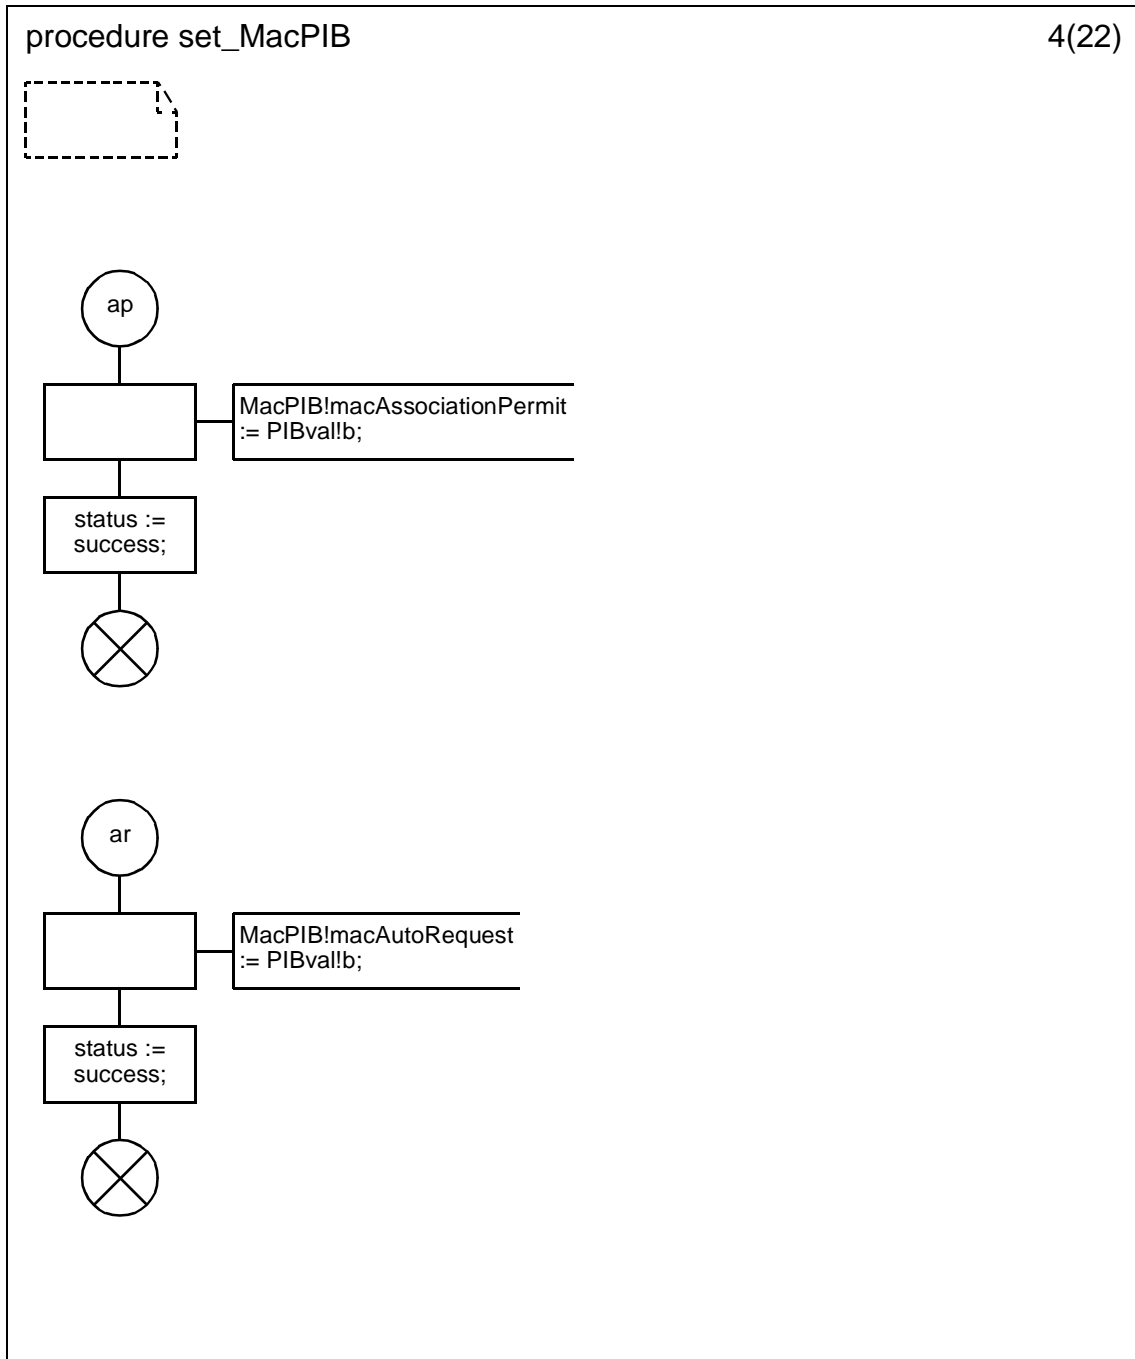 procedure set_MacPIB 4(22)
ap
MacPIB!macAssociationPermit
:= PIBval!b;
status :=
success;
ar
MacPIB!macAutoRequest
:= PIBval!b;
status :=
success;